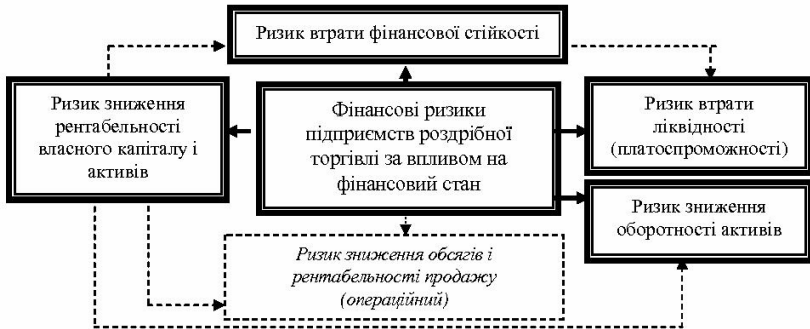 Ризик втрати фінансової стійкості
Ризик зниження
рентабельності
власного капіталу і
активів
Фінансові ризики
підприємств роздрібної
торгівлі за впливом на
фінансовий стан
Ризик втрати
ліквідності
(платоспроможності)
Ризик зниження
оборотності активів
Ризик зниження обсягів і
рентабельності продажу
(операційний)